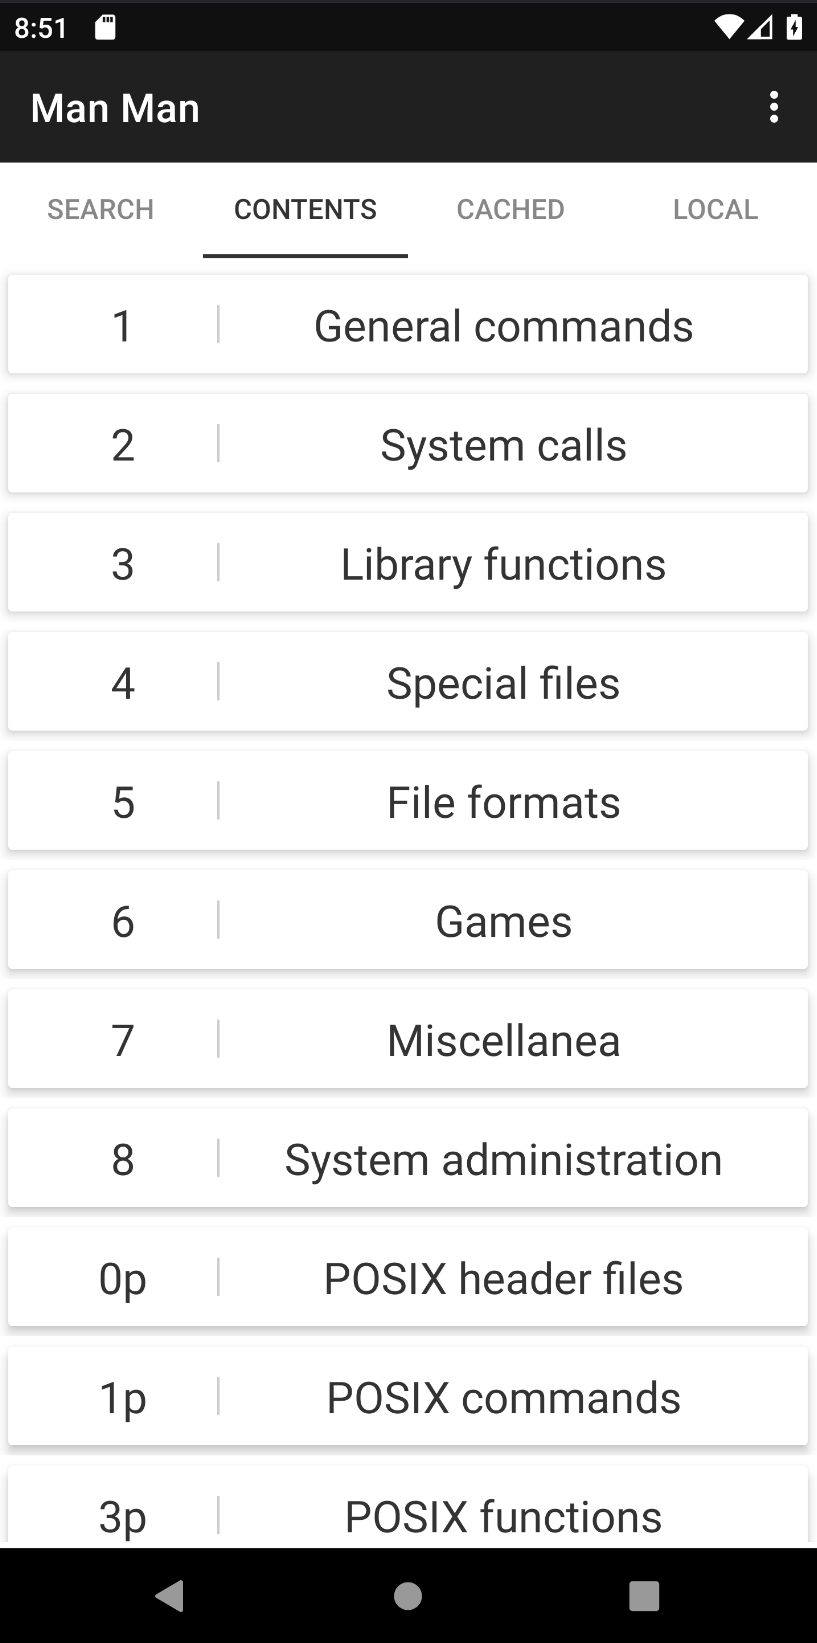 8:51
Man Man
SEARCH CONTENTS CACHED LOCAL
1 General commands
2 System calls
3 Library functions
4 Special files
5 File formats
6 Games
7 Miscellanea
8 System administration
0p POSIX header files
1p POSIX commands
3p POSIX functions